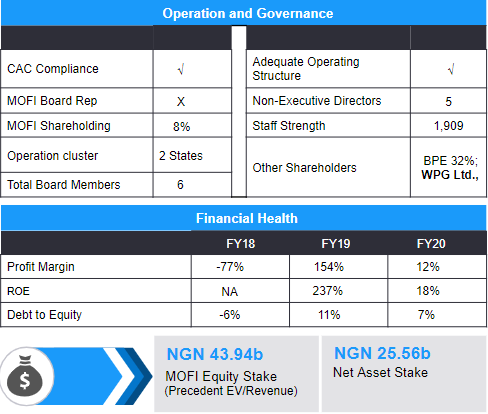 Operation and Governance
CAC Compliance √
MOFI Board Rep X
MOFI Shareholding 8%
Operation cluster 2 States
Total Board Members 6
Adequate Operating
Structure √
Non-Executive Directors 5
Staff Strength 1,909
Other Shareholders BPE 32%;
WPG Ltd.,
Financial Health
FY18 FY19 FY20
Profit Margin -77% 154% 12%
ROE NA 237% 18%
Debt to Equity -6% 11% 7%
$
NGN 43.94b
MOFI Equity Stake
(Precedent EV/Revenue)
NGN 25.56b
Net Asset Stake